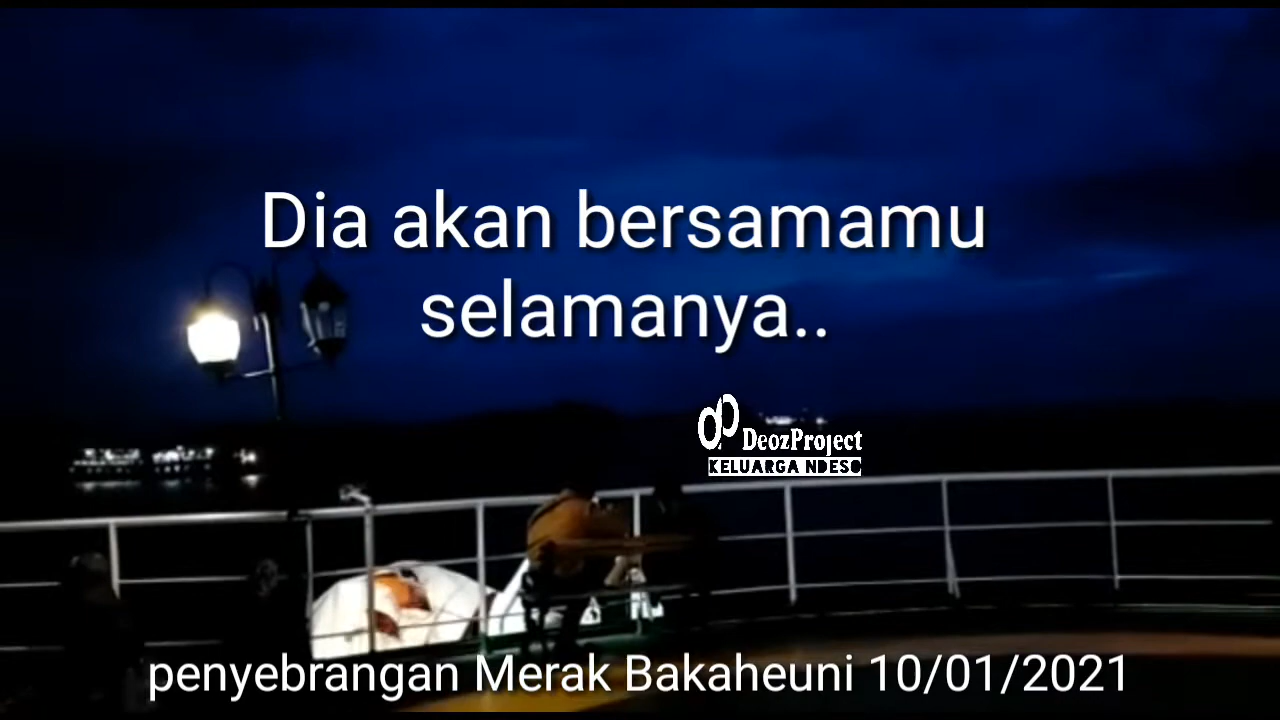 Dia akan bersamamu
selamanya..
DeozProject
KELUARGA NDESO
penyebrangan Merak Bakaheuni 10/01/2021